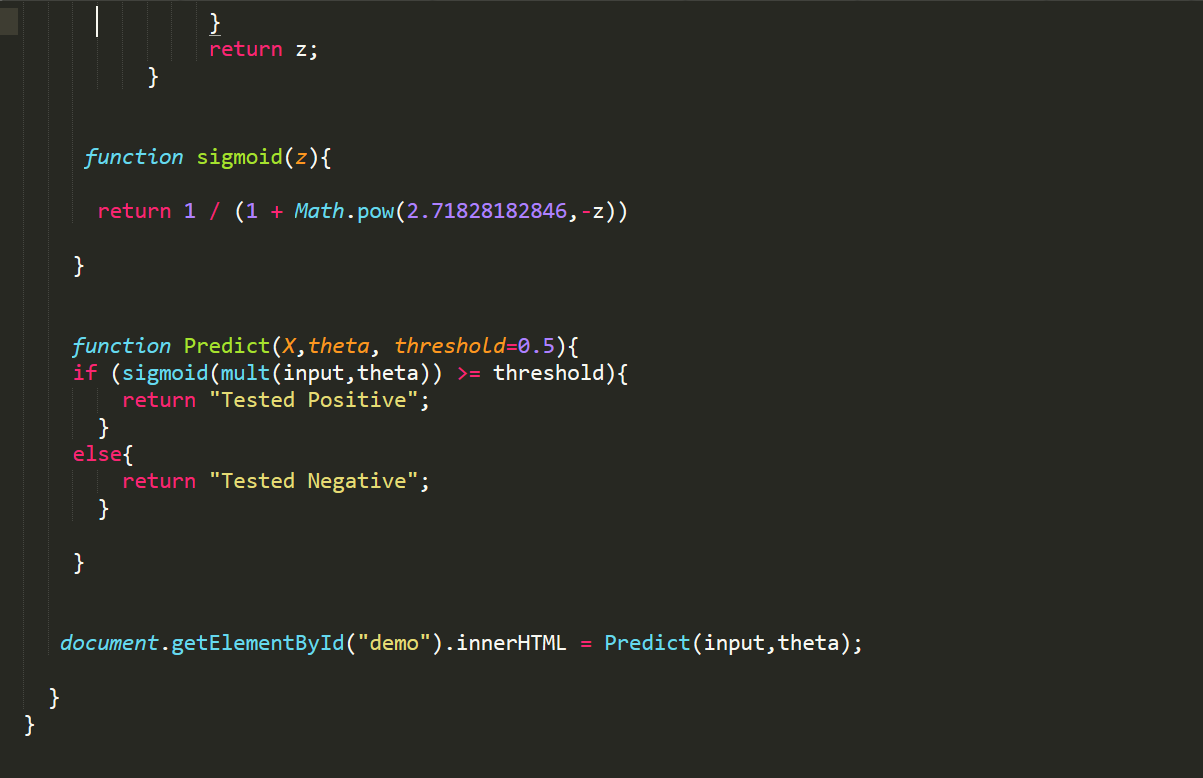 }
return z;
}
function sigmoid(z){
return 1 / (1 + Math.pow(2.71828182846,-z))
}
function Predict(X,theta, threshold=0.5){
if (sigmoid(mult(input,theta)) >= threshold){
return "Tested Positive";
}
else{
return "Tested Negative";
}
}
document.getElementById("demo").innerHTML = Predict(input,theta);
}
}